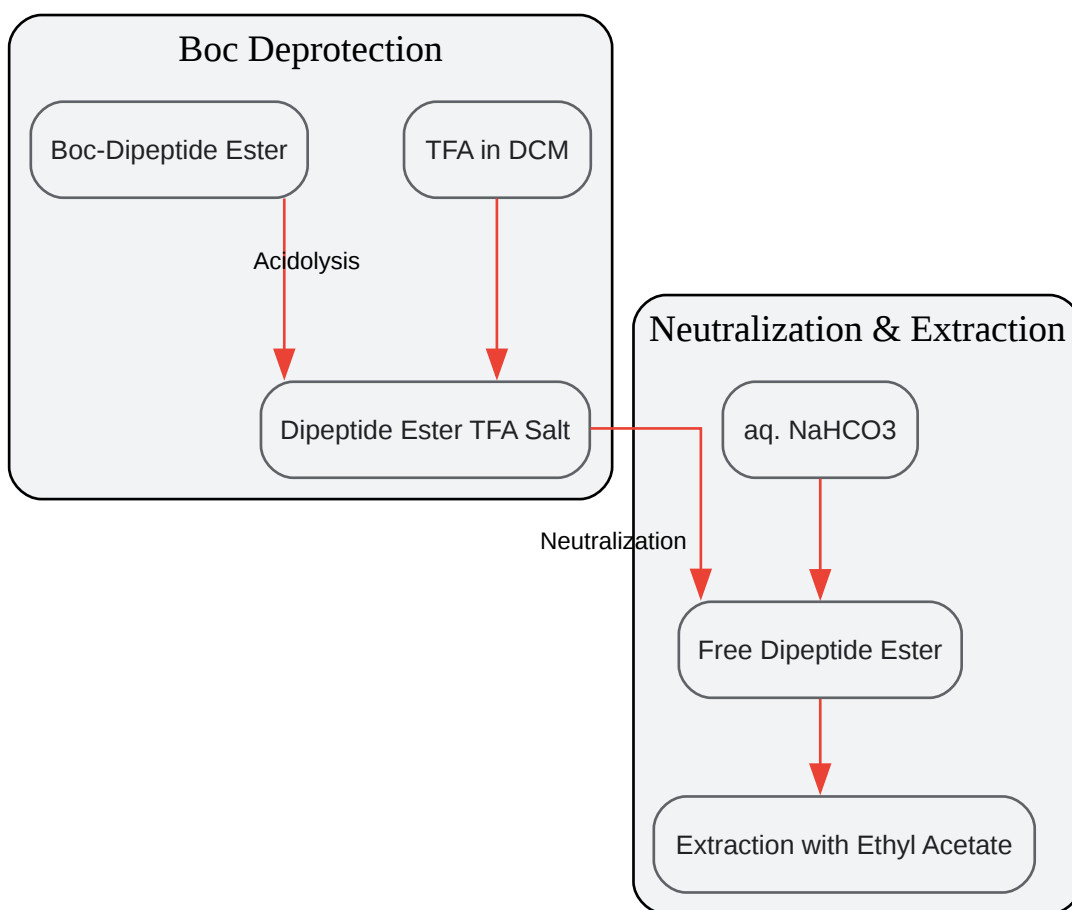 Boc Deprotection
Boc-Dipeptide Ester
TFA in DCM
Acidolysis
Dipeptide Ester TFA Salt
Neutralization & Extraction
aq. NaHCO3
Neutralization
Free Dipeptide Ester
Extraction with Ethyl Acetate